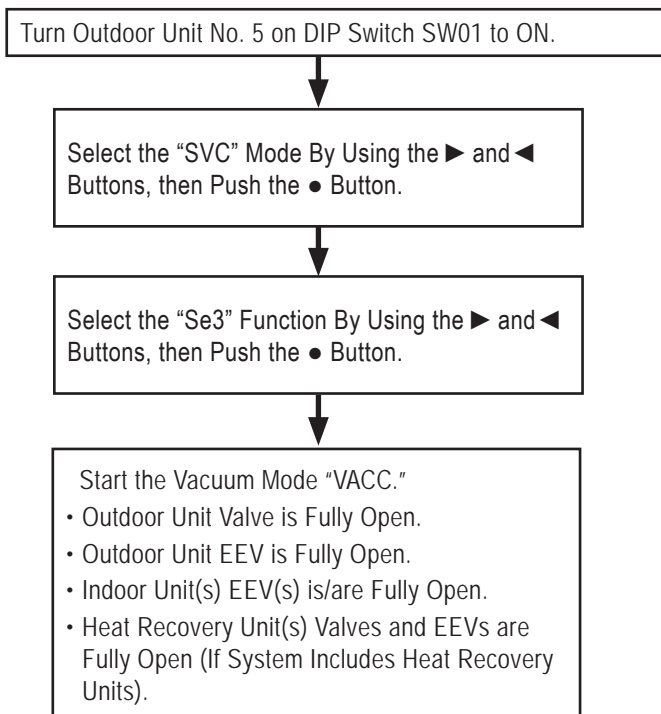 Turn Outdoor Unit No. 5 on DIP Switch SW01 to ON.
Select the “SVC” Mode By Using the ► and ◄
Buttons, then Push the ● Button.
Select the “Se3” Function By Using the ► and ◄
Buttons, then Push the ● Button.
Start the Vacuum Mode “VACC.”
• Outdoor Unit Valve is Fully Open.
• Outdoor Unit EEV is Fully Open.
• Indoor Unit(s) EEV(s) is/are Fully Open.
• Heat Recovery Unit(s) Valves and EEVs are
Fully Open (If System Includes Heat Recovery
Units).